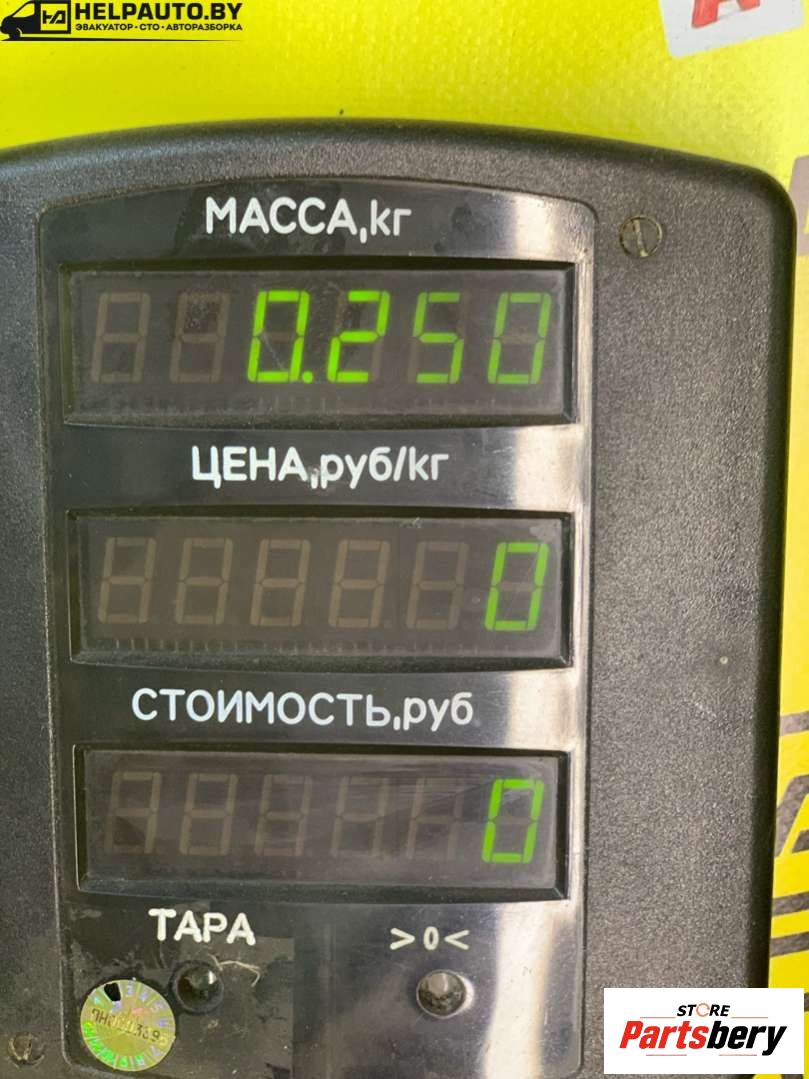 HELPAUTO.BY
ЭВАКУАТОР·СТО·АВТОРАЗБОРКА
МАССА,кг
0.250
ЦЕНА,руб/кг
0
СТОИМОСТЬ,руб
0
ТАРА >0<
STORE
Partsbery